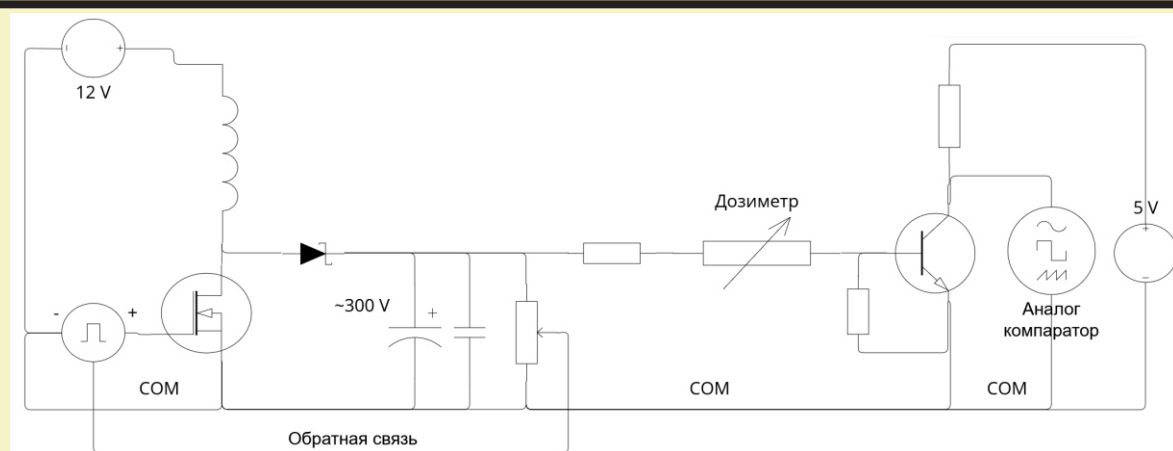 12 V
Дозиметр
5 V
~300 V
+
-
+
Аналог
компаратор
COM
COM
COM
Обратная связь